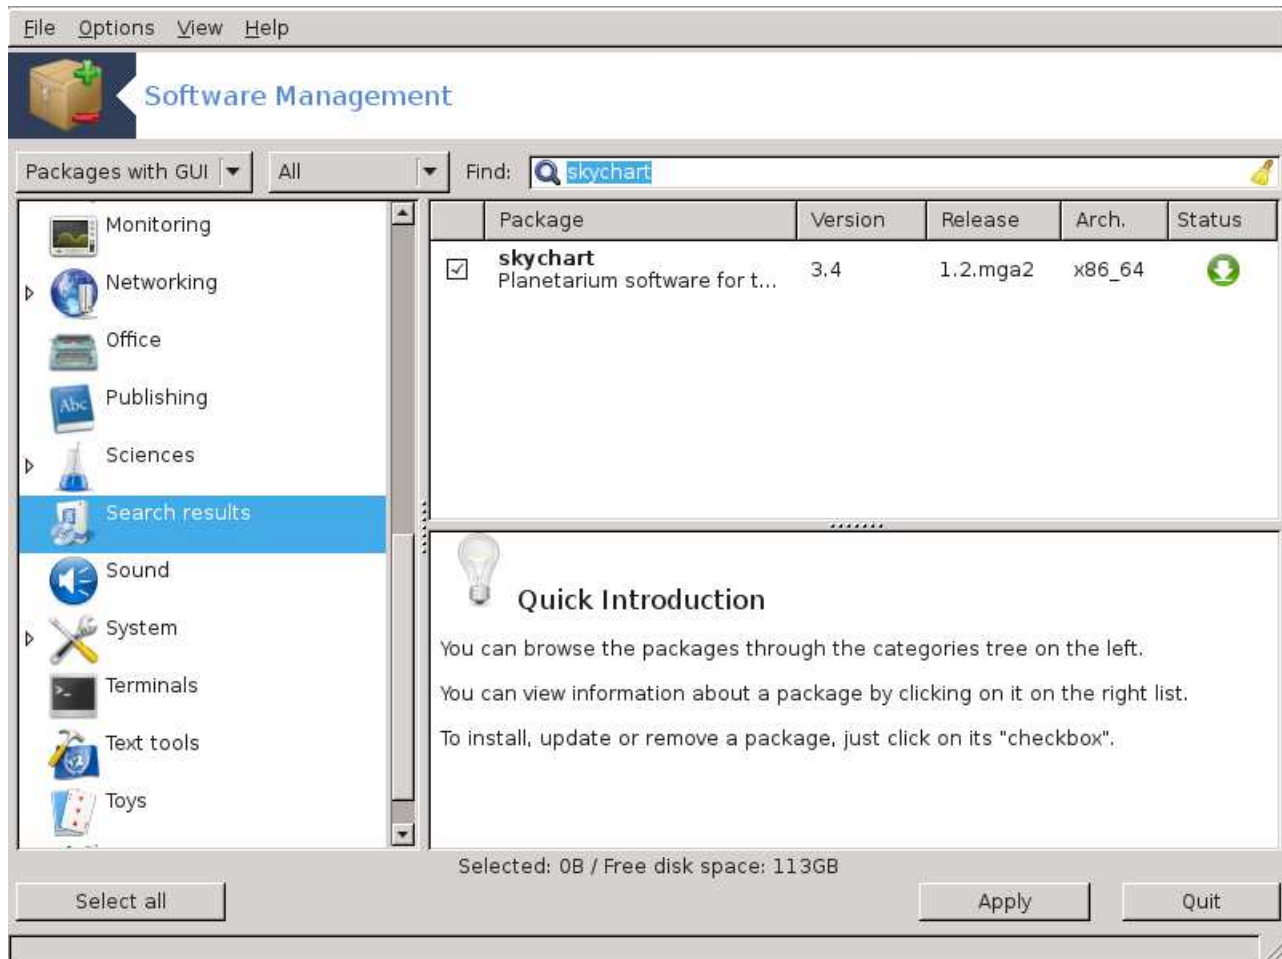 File Options View Help
Software Management
Packages with GUI All Find: skychart
Monitoring
Networking
Office
Publishing
Abc
Sciences
Search results
Sound
System
Terminals
Text tools
Toys
Package Version Release Arch. Status
skychart
Planetarium software for t... 3.4 1.2.mga2 x86_64
Quick Introduction
You can browse the packages through the categories tree on the left.
You can view information about a package by clicking on it on the right list.
To install, update or remove a package, just click on its "checkbox".
Selected: 0B / Free disk space: 113GB
Select all Apply Quit